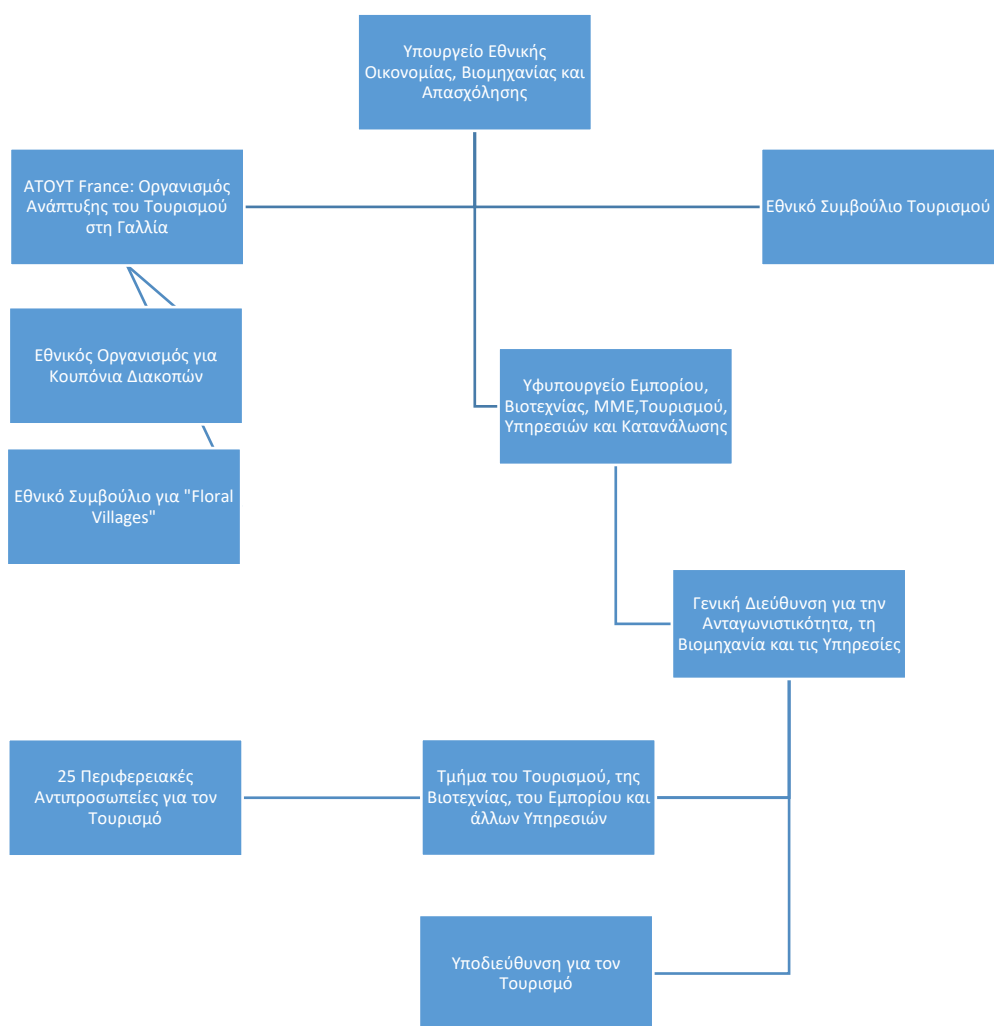 Υπουργείο Εθνικής
Οικονομίας, Βιομηχανίας και
Απασχόλησης
ΑΤΟΥΤ France: Οργανισμός
Ανάπτυξης του Τουρισμού
στη Γαλλία
Εθνικό Συμβούλιο Τουρισμού
Εθνικός Οργανισμός για
Κουπόνια Διακοπών
Υφυπουργείο Εμπορίου,
Βιοτεχνίας, ΜΜΕ,Τουρισμού,
Υπηρεσιών και Κατανάλωσης
Εθνικό Συμβούλιο για "Floral
Villages"
Γενική Διεύθυνση για την
Ανταγωνιστικότητα, τη
Βιομηχανία και τις Υπηρεσίες
25 Περιφερειακές
Αντιπροσωπείες για τον
Τουρισμό
Τμήμα του Τουρισμού, της
Βιοτεχνίας, του Εμπορίου και
άλλων Υπηρεσιών
Υποδιεύθυνση για τον
Τουρισμό